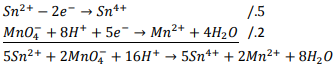 Sn²⁺ − 2e⁻ → Sn⁴⁺ /.5
MnO₄⁻ + 8H⁺ + 5e⁻ → Mn²⁺ + 4H₂O /.2
5Sn²⁺ + 2MnO₄⁻ + 16H⁺ → 5Sn⁴⁺ + 2Mn²⁺ + 8H₂O